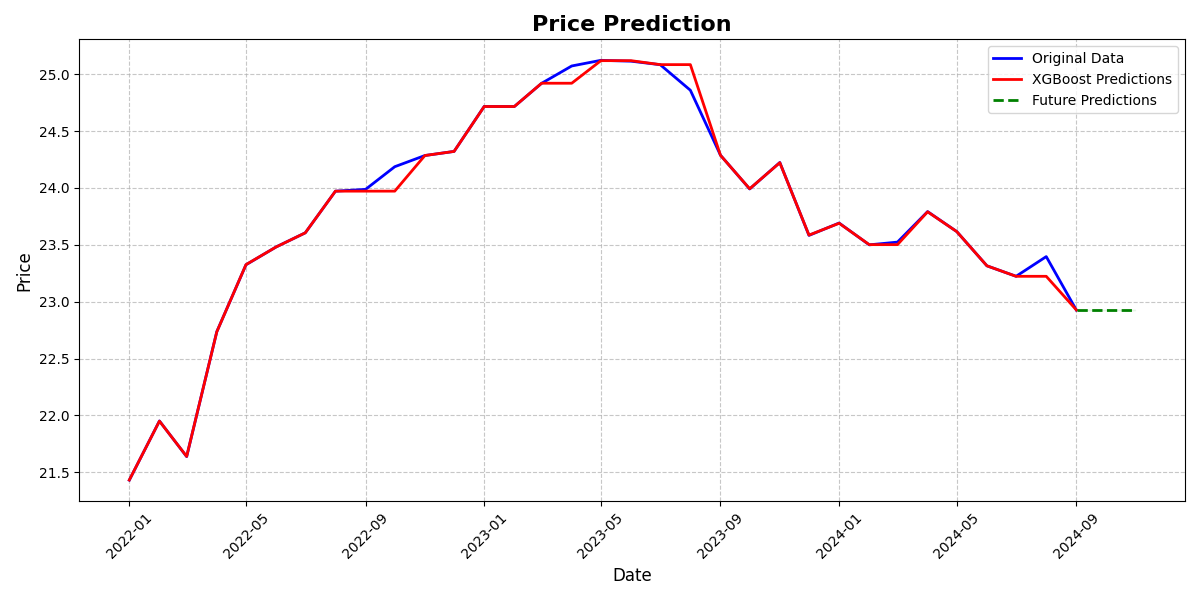 Price Prediction
Original Data
XGBoost Predictions
Future Predictions
25.0
24.5
24.0
23.5
23.0
22.5
22.0
21.5
Price
2022-01
2022-05
2022-09
2023-01
2023-05
2023-09
2024-01
2024-05
2024-09
Date